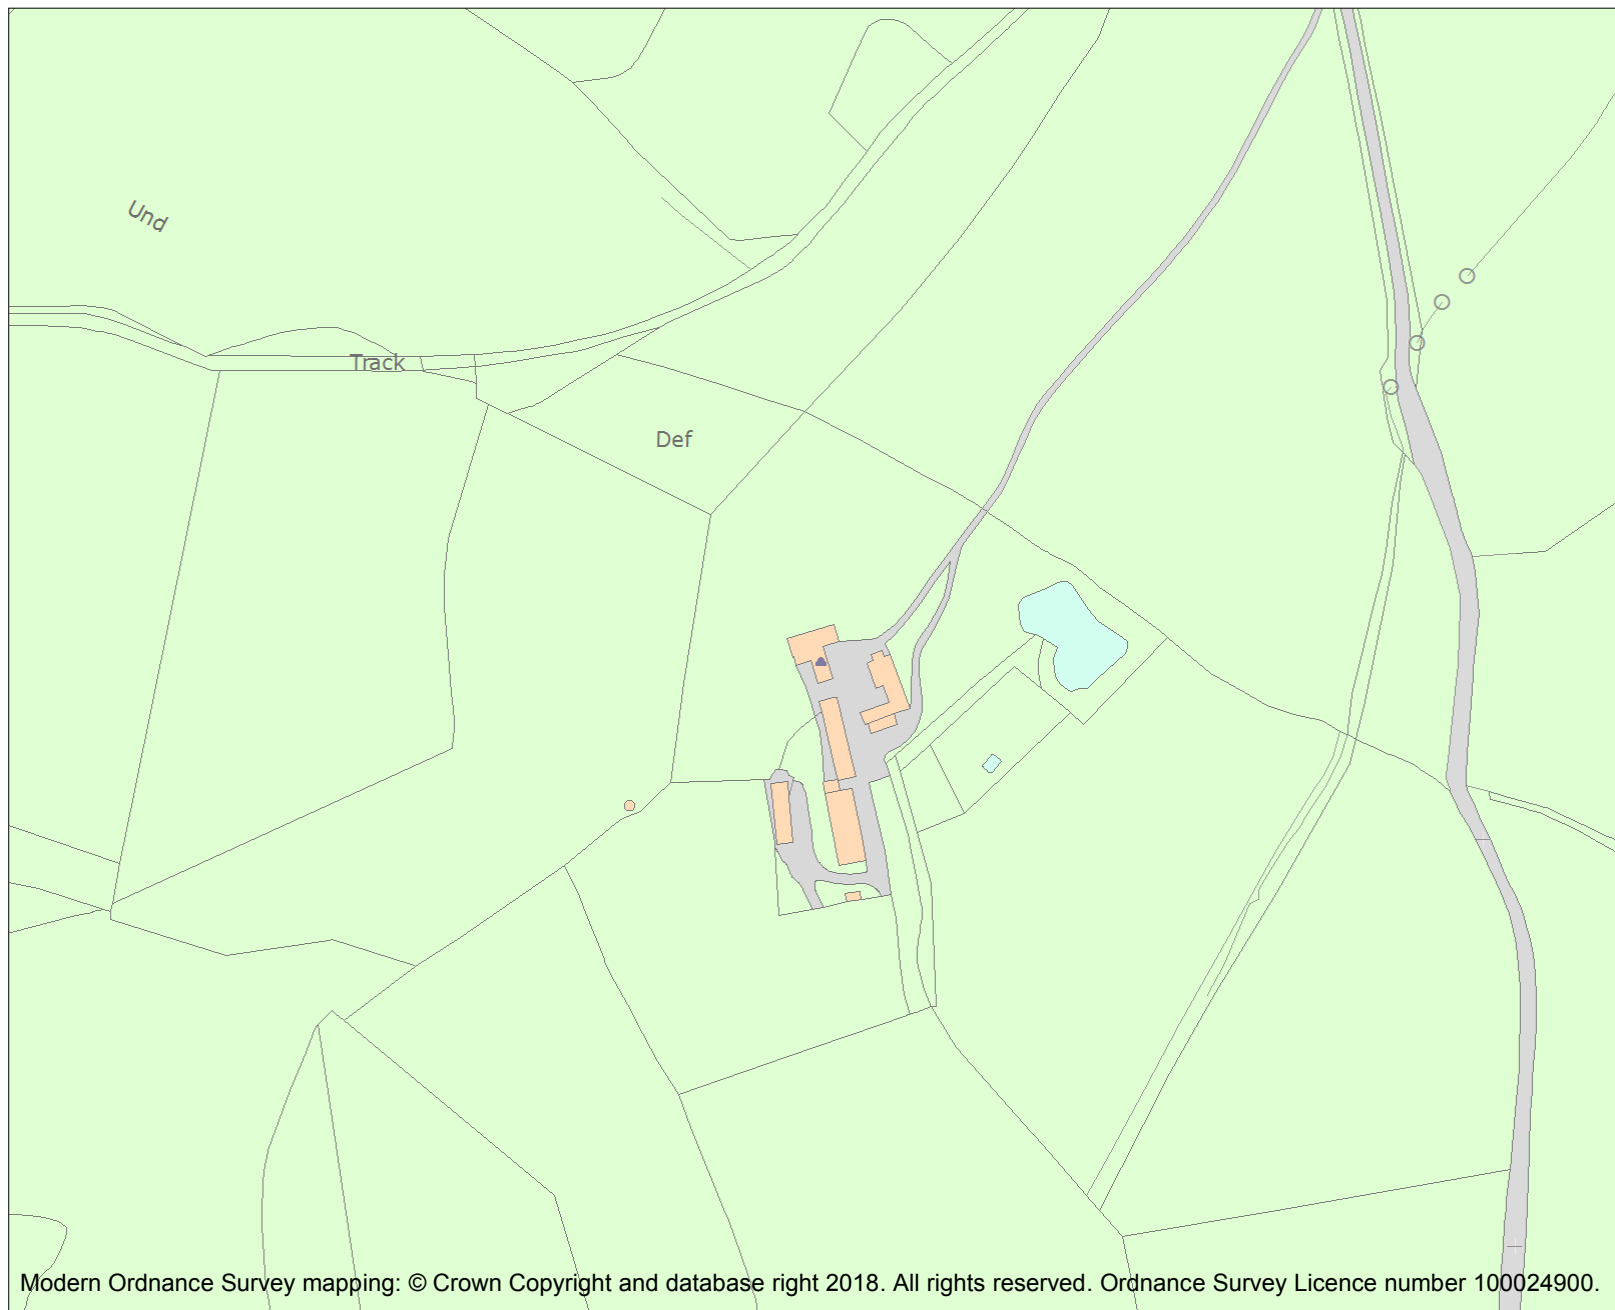 Und
Track
Def
Modern Ordnance Survey mapping: © Crown Copyright and database right 2018. All rights reserved. Ordnance Survey Licence number 100024900.